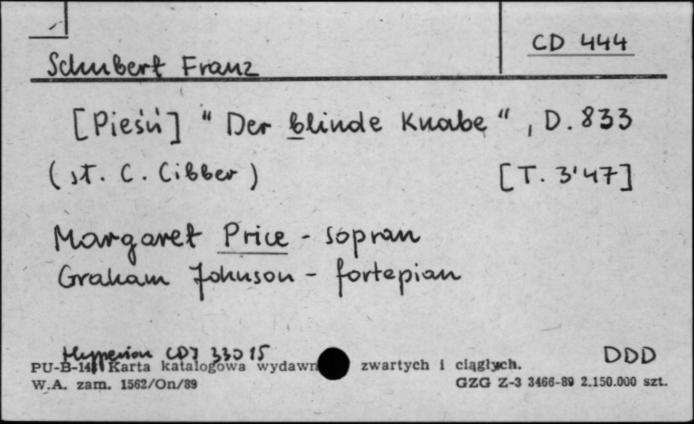 CD 444
Schubert Franz
[Pieśń] "Der blinde Knabe", D. 833
(st. C. Cibber) [T. 3'47]
Margaret Price - sopran
Graham Johnson - fortepian
Hyperion CDJ 33015 DDD
PU-B-148 Karta katalogowa wydawn zwartych i ciągłych.
W.A. zam. 1562/On/89 GZG Z-3 3466-89 2.150.000 szt.